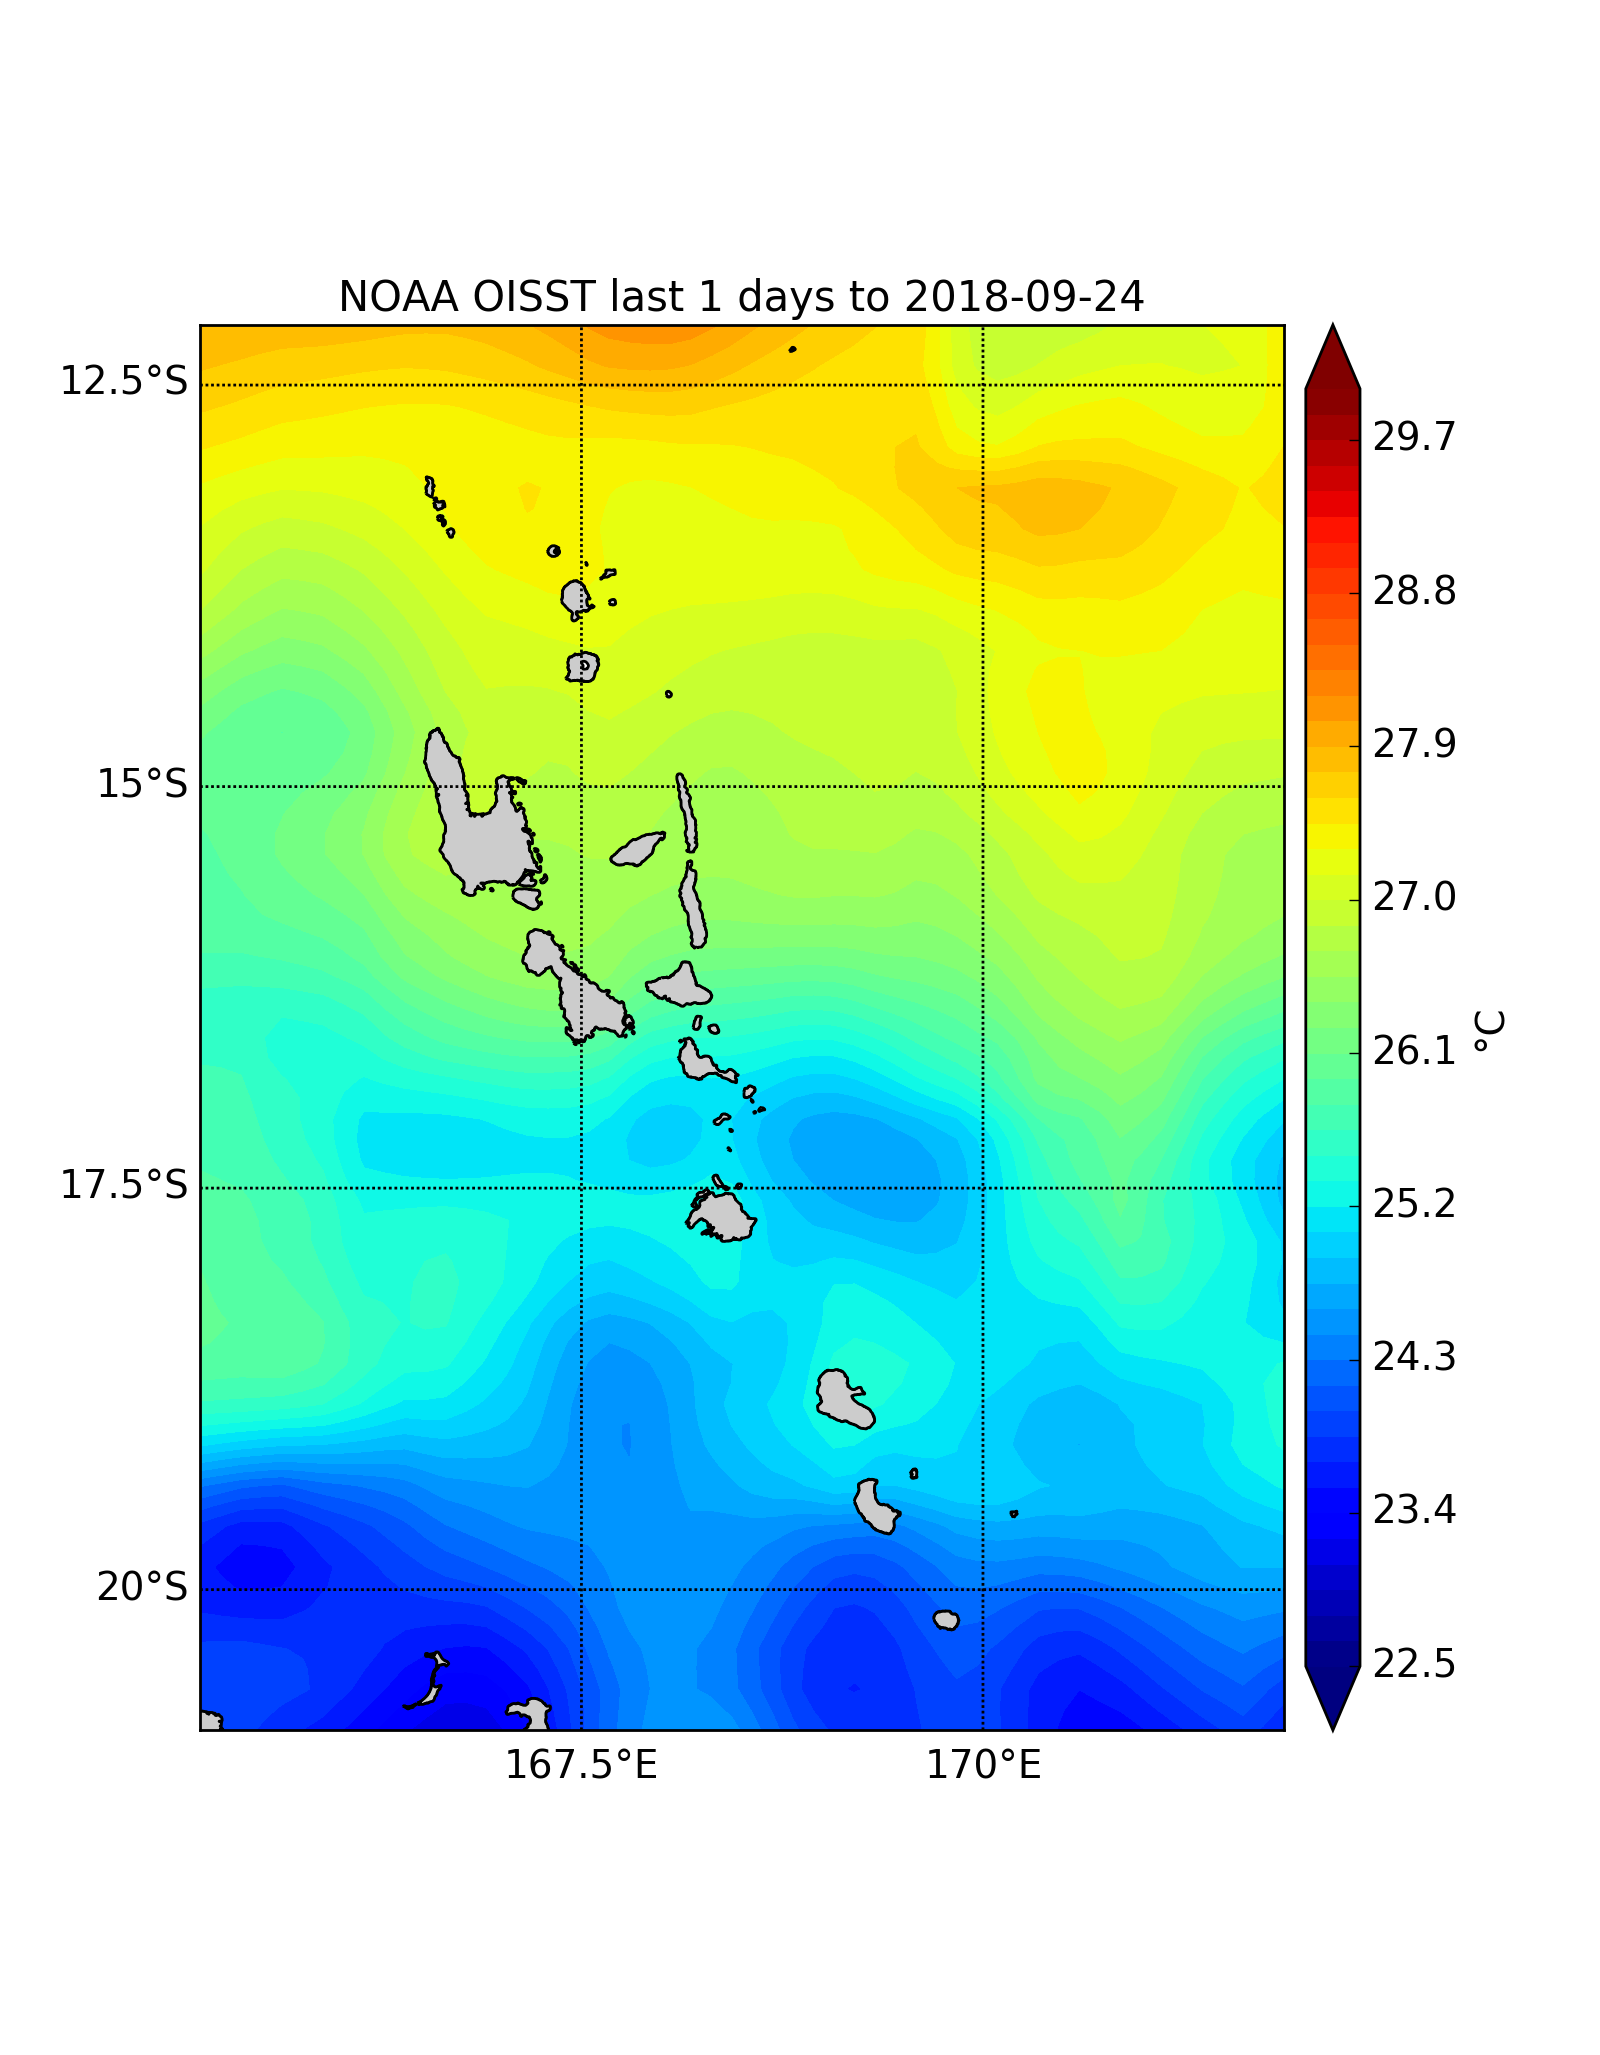 NOAA OISST last 1 days to 2018-09-24
12.5°S
15°S
17.5°S
20°S
167.5°E
170°E
29.7
28.8
27.9
27.0
26.1
25.2
24.3
23.4
22.5
°C